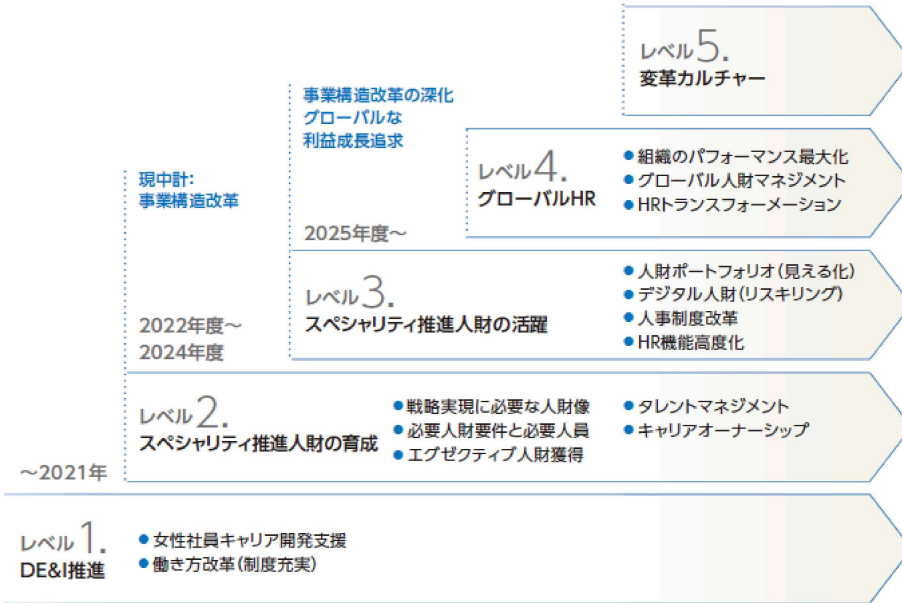 レベル5.
変革カルチャー
事業構造改革の深化
グローバルな
利益成長追求
レベル4.
グローバルHR
●組織のパフォーマンス最大化
●グローバル人財マネジメント
●HRトランスフォーメーション
現中計:
事業構造改革
2025年度～
レベル3.
スペシャリティ推進人財の活躍
●人財ポートフォリオ(見える化)
●デジタル人財(リスキリング)
●人事制度改革
●HR機能高度化
2022年度～
2024年度
レベル2.
スペシャリティ推進人財の育成
●戦略実現に必要な人財像
●必要人財要件と必要人員
●エグゼクティブ人財獲得
●タレントマネジメント
●キャリアオーナーシップ
～2021年
レベル1.
DE&I推進
●女性社員キャリア開発支援
●働き方改革(制度充実)